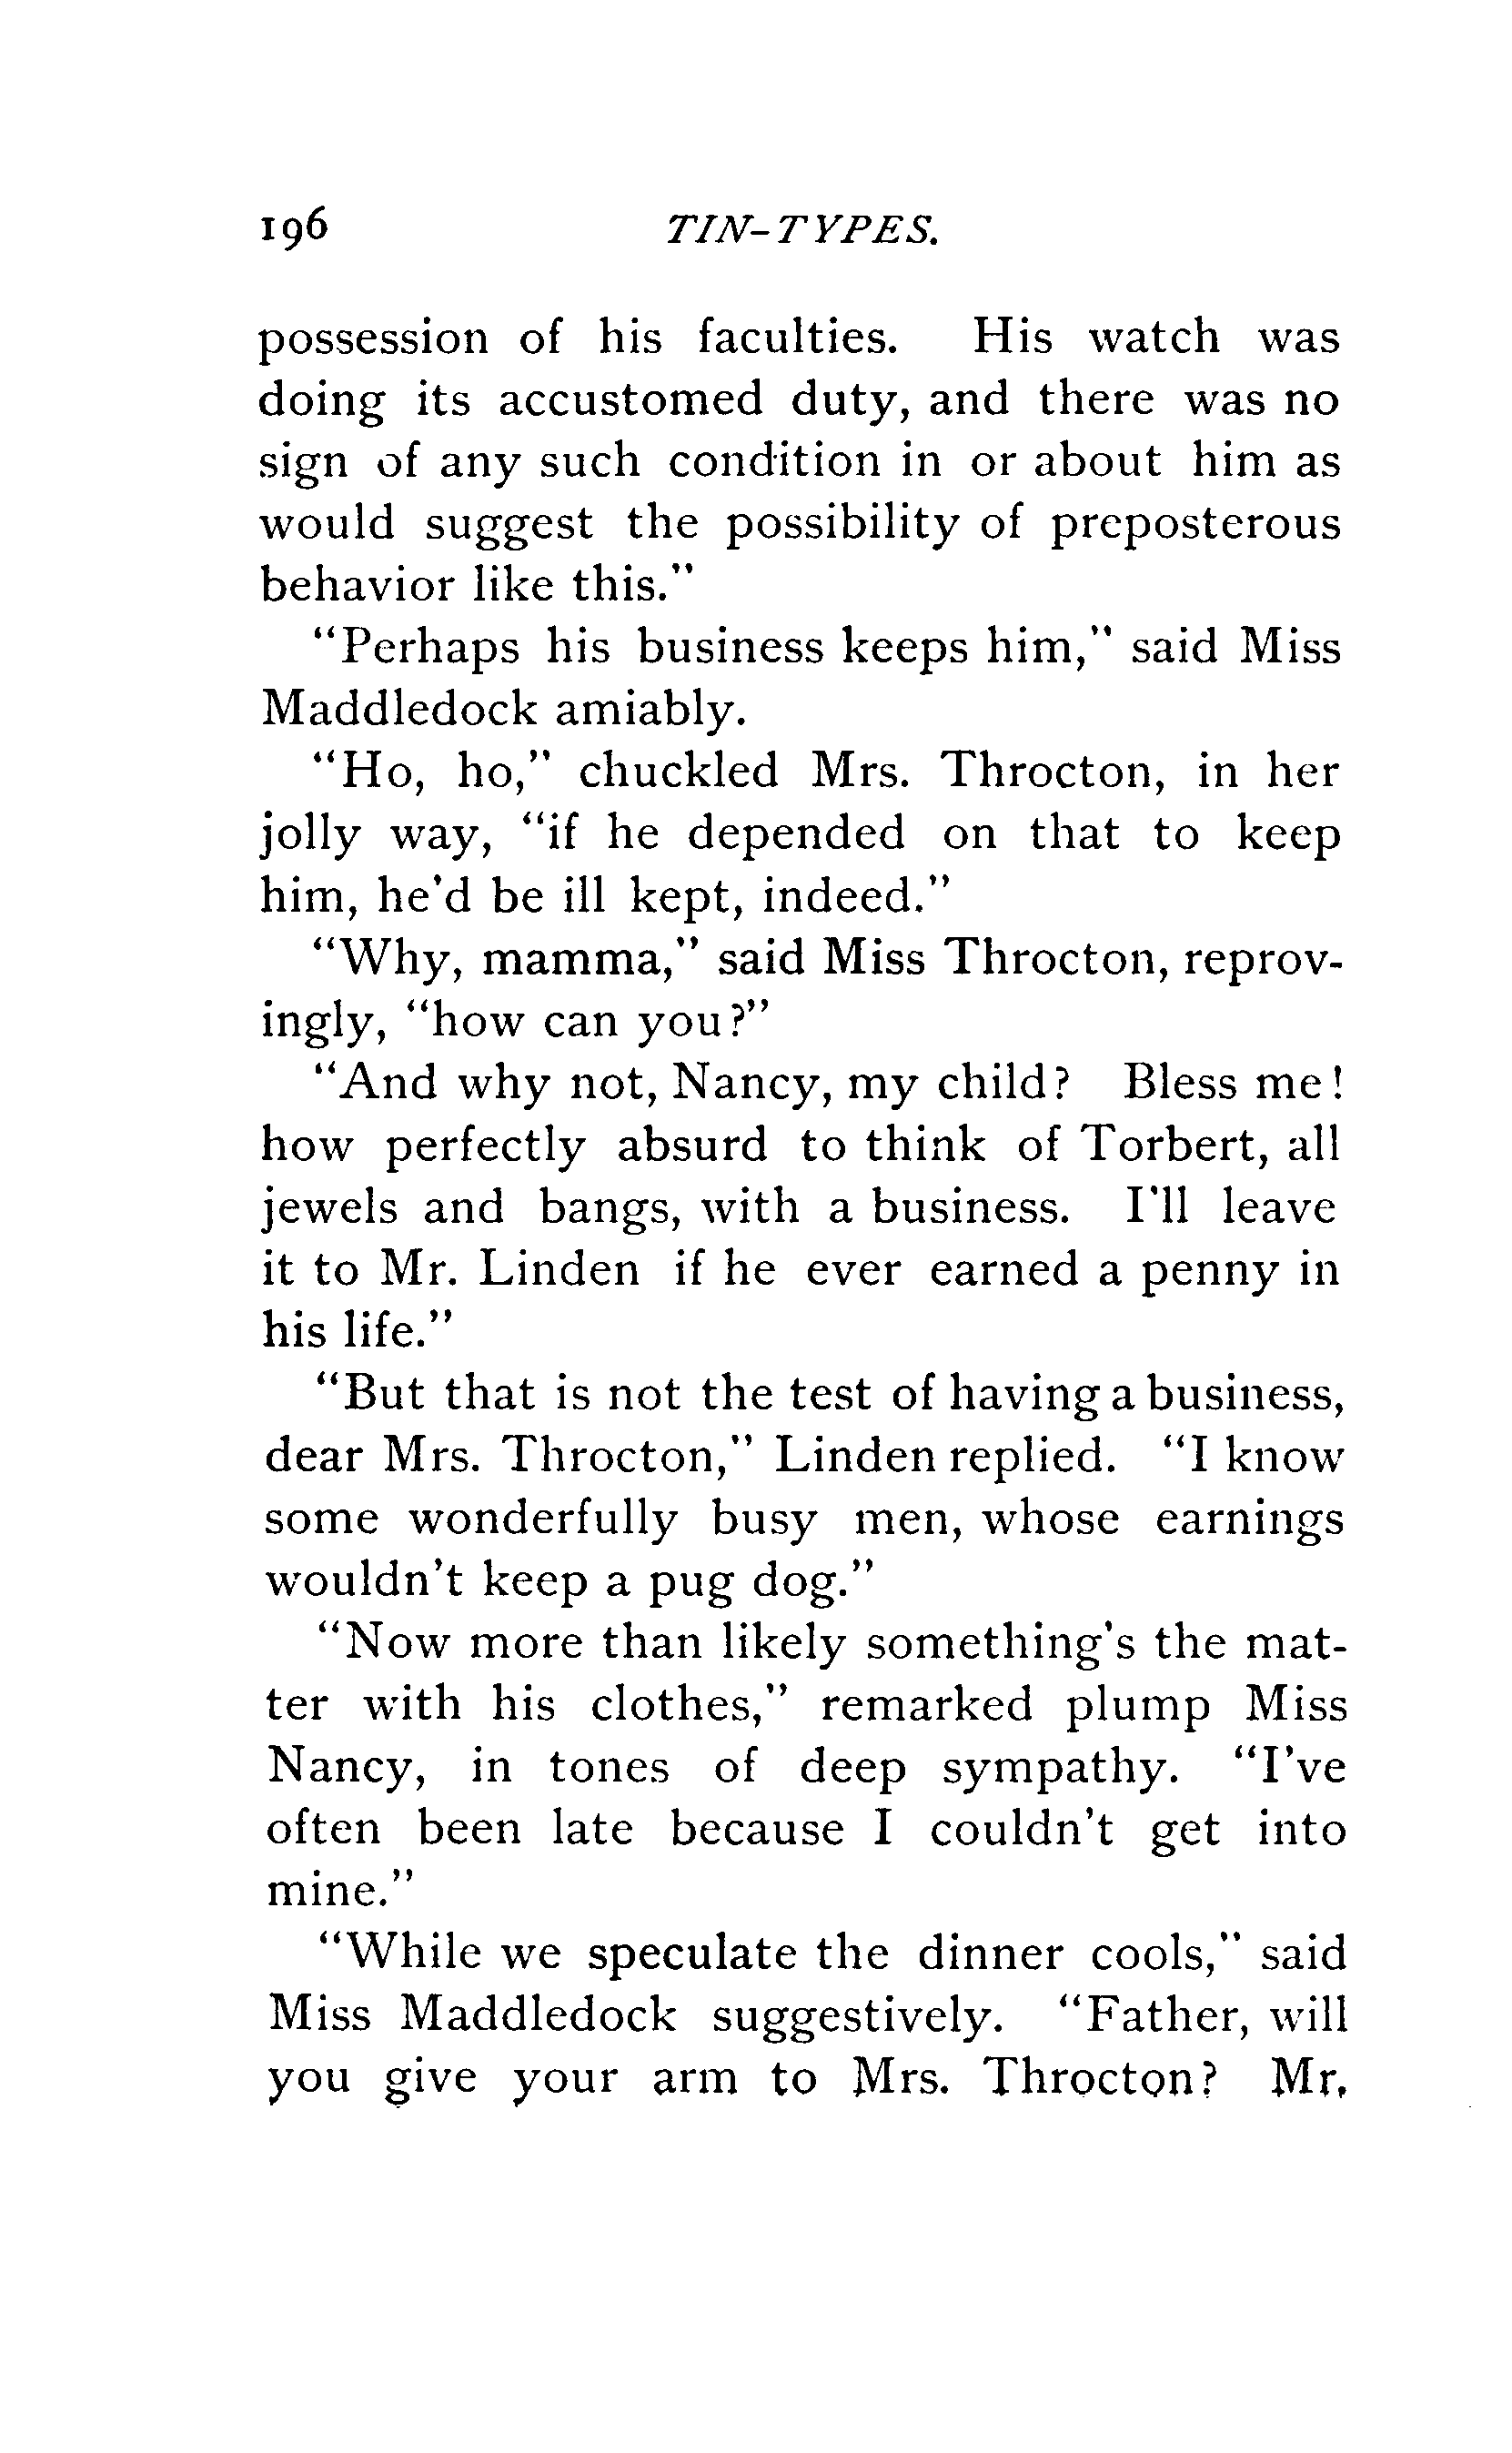 196 TIN-TYPES.
possession of his faculties. His watch was
doing its accustomed duty, and there was no
sign of any such condition in or about him as
would suggest the possibility of preposterous
behavior like this."
"Perhaps his business keeps him," said Miss
Maddledock amiably.
"Ho, ho," chuckled Mrs. Throcton, in her
jolly way, "if he depended on that to keep
him, he'd be ill kept, indeed."
"Why, mamma," said Miss Throcton, reprov-
ingly, "how can you?"
"And why not, Nancy, my child? Bless me!
how perfectly absurd to think of Torbert, all
jewels and bangs, with a business. I'll leave
it to Mr. Linden if he ever earned a penny in
his life."
"But that is not the test of having a business,
dear Mrs. Throcton," Linden replied. "I know
some wonderfully busy men, whose earnings
wouldn't keep a pug dog."
"Now more than likely something's the mat-
ter with his clothes," remarked plump Miss
Nancy, in tones of deep sympathy. "I've
often been late because I couldn't get into
mine."
"While we speculate the dinner cools," said
Miss Maddledock suggestively. "Father, will
you give your arm to Mrs. Throcton? Mr.